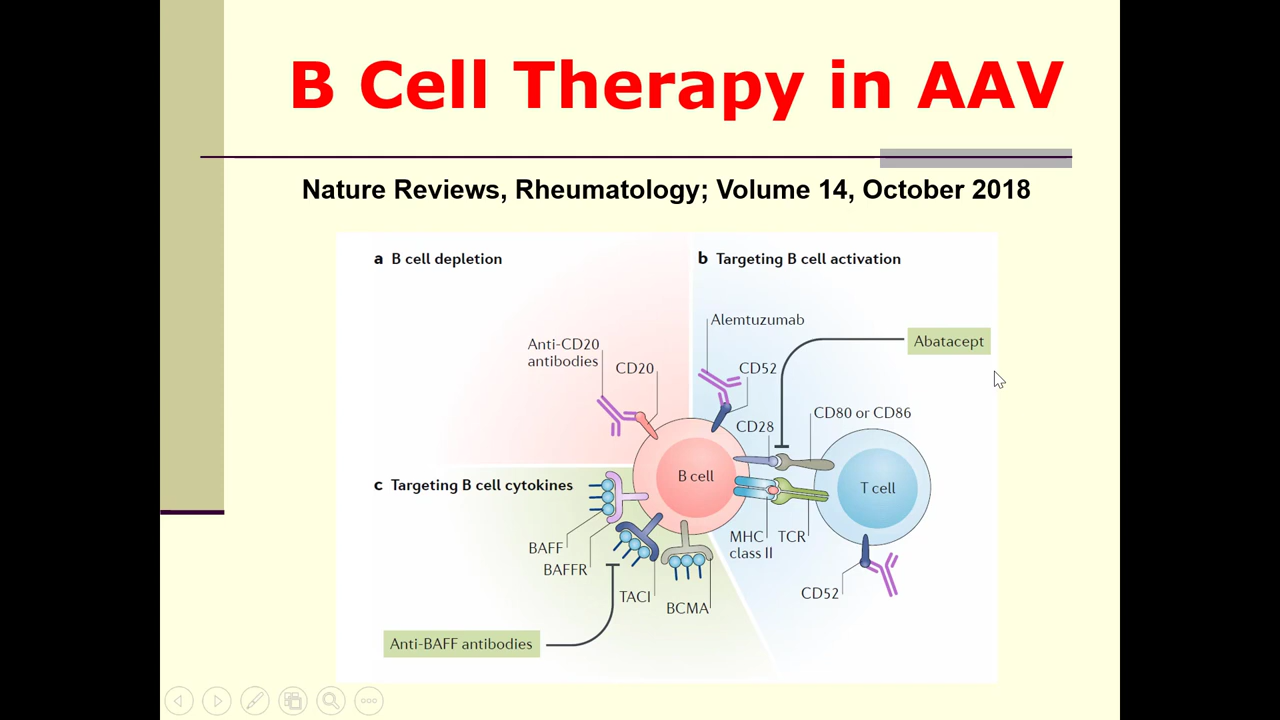 B Cell Therapy in AAV
Nature Reviews, Rheumatology; Volume 14, October 2018
a B cell depletion
b Targeting B cell activation
Alemtuzumab
Abatacept
Anti-CD20
antibodies
CD20
CD52
CD28
CD80 or CD86
B cell
T cell
c Targeting B cell cytokines
MHC
class II
TCR
BAFF
BAFFR
TACI
BCMA
CD52
Anti-BAFF antibodies